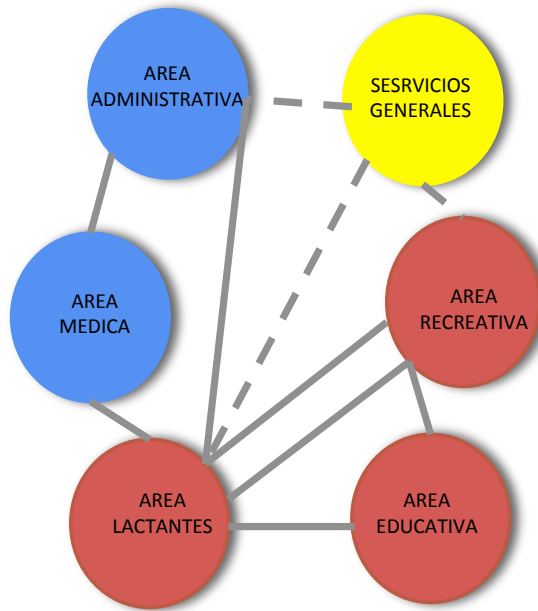 AREA
ADMINISTRATIVA
SESRVICIOS
GENERALES
AREA
MEDICA
AREA
RECREATIVA
AREA
LACTANTES
AREA
EDUCATIVA